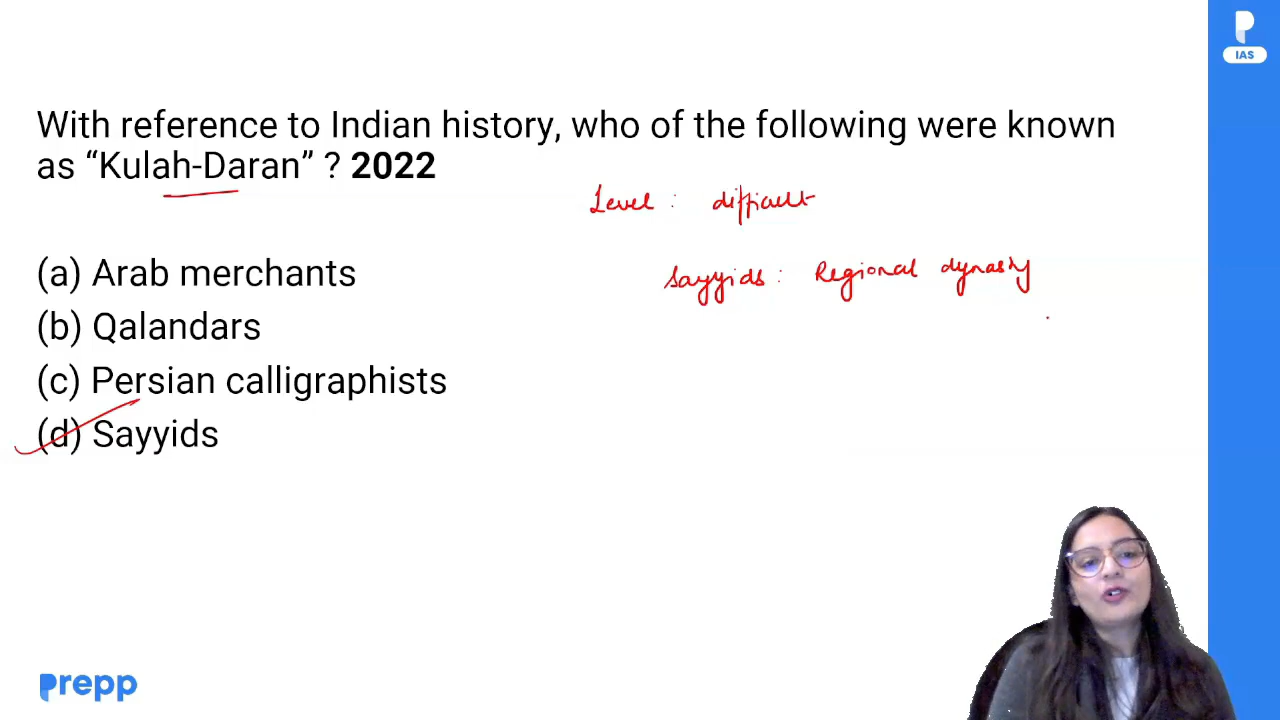 IAS
With reference to Indian history, who of the following were known
as “Kulah-Daran” ? 2022
Level : difficult
(a) Arab merchants
Sayyids : Regional dynasty
(b) Qalandars
(c) Persian calligraphists
(d) Sayyids
prepp